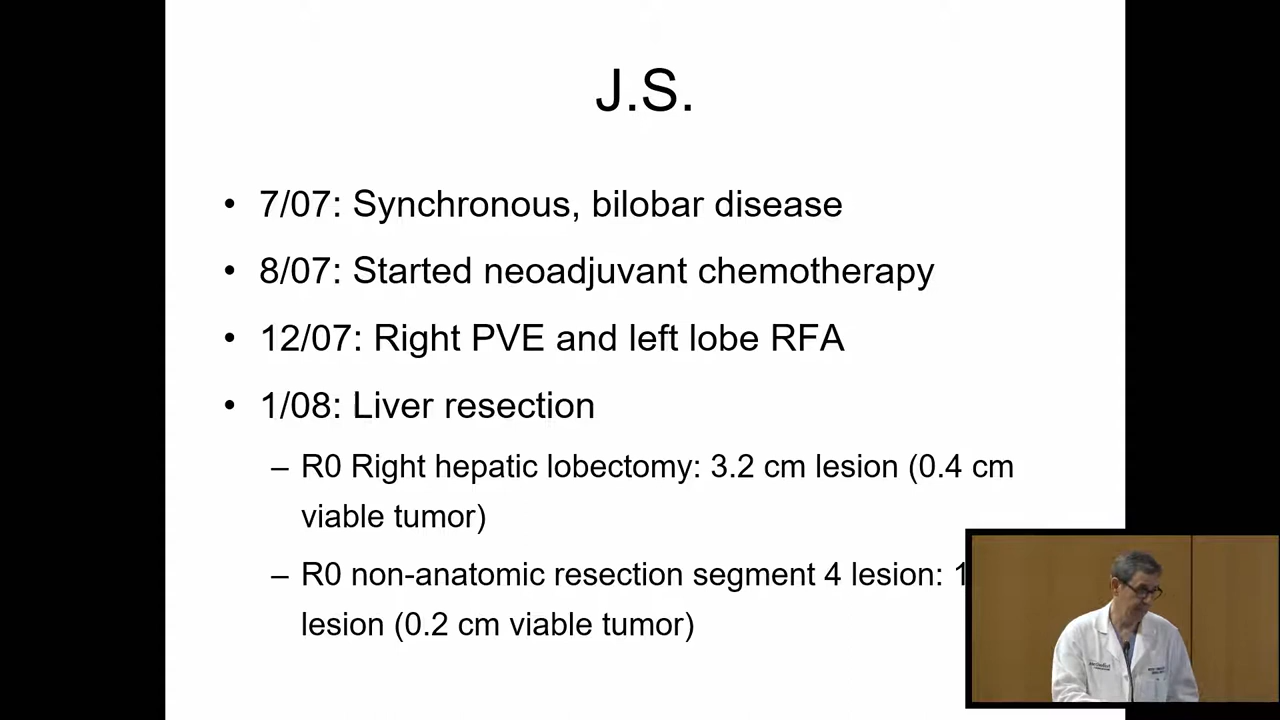 J.S.
• 7/07: Synchronous, bilobar disease
• 8/07: Started neoadjuvant chemotherapy
• 12/07: Right PVE and left lobe RFA
• 1/08: Liver resection
– R0 Right hepatic lobectomy: 3.2 cm lesion (0.4 cm
viable tumor)
– R0 non-anatomic resection segment 4 lesion: 1
lesion (0.2 cm viable tumor)